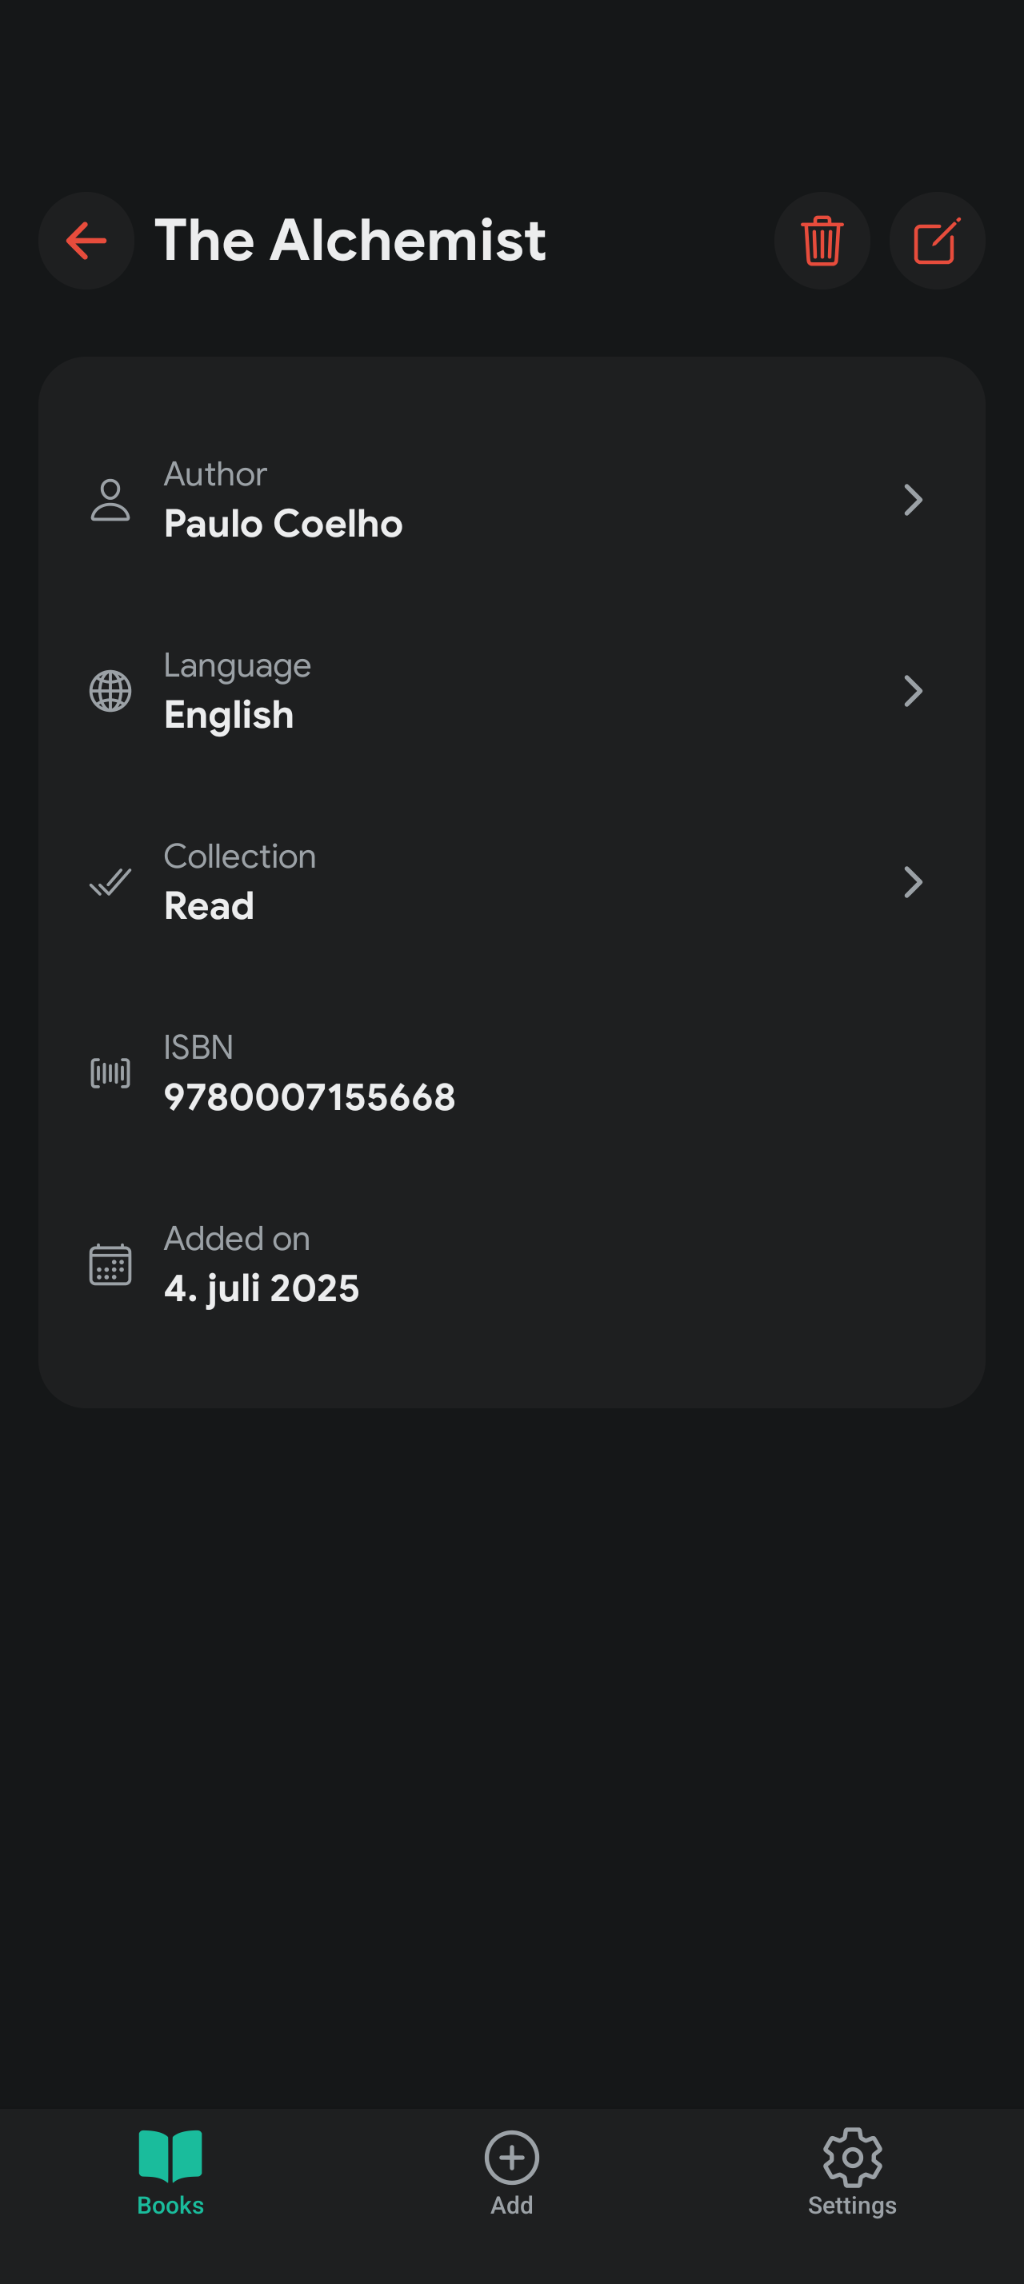 The Alchemist
Author
Paulo Coelho
Language
English
Collection
Read
ISBN
9780007155668
Added on
4. juli 2025
Books
Add
Settings